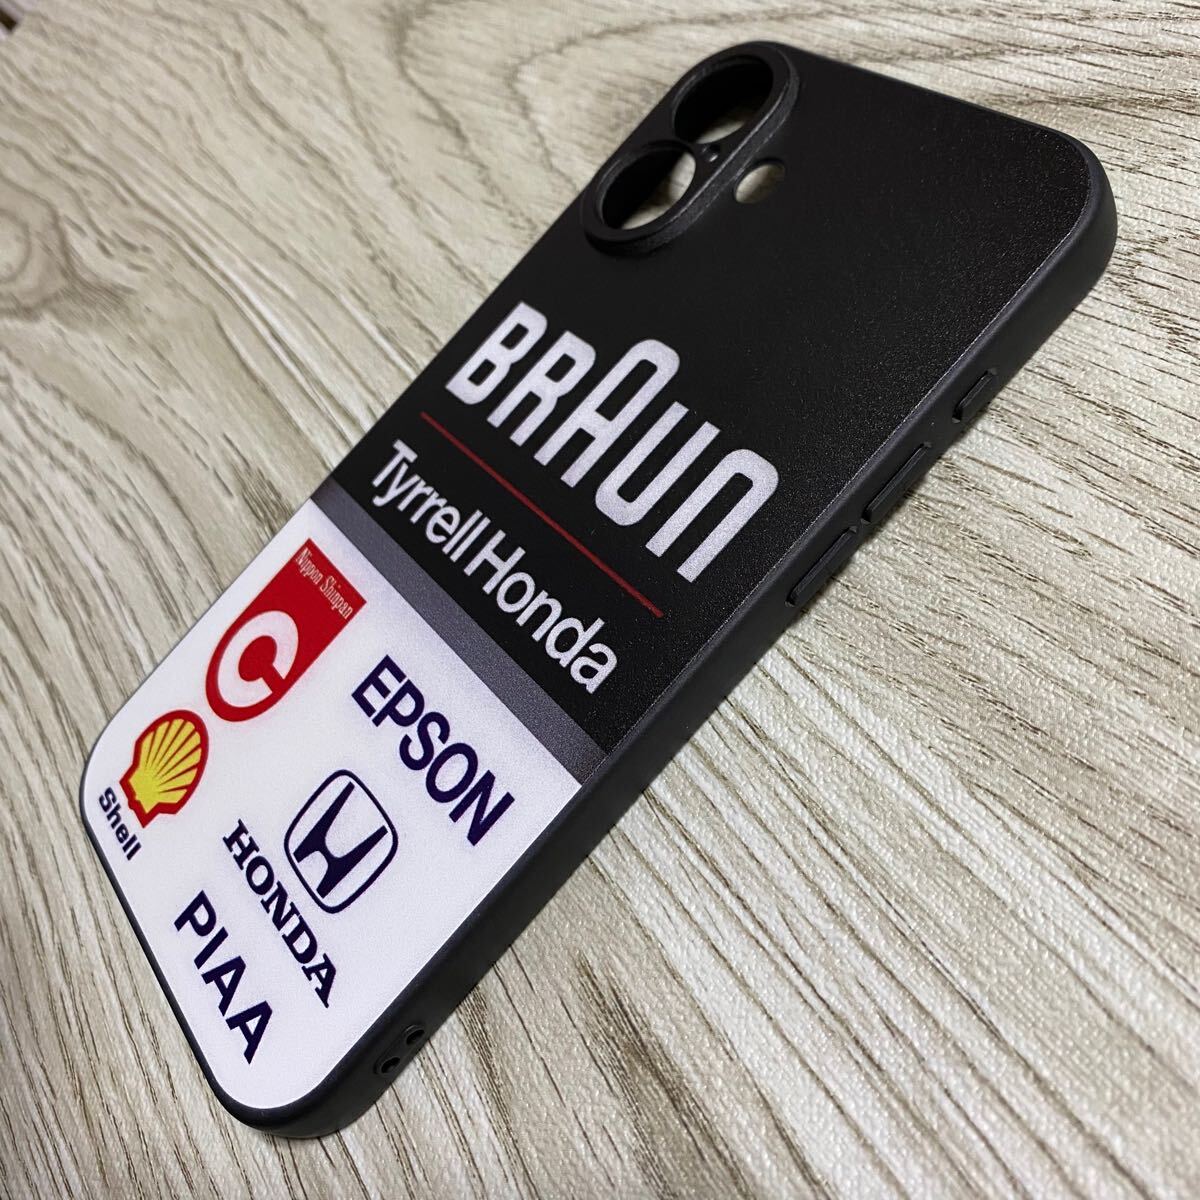 BRAUN
Tyrrell Honda
Nippon Shinpan
C
EPSON
Shell
HONDA
PIAA